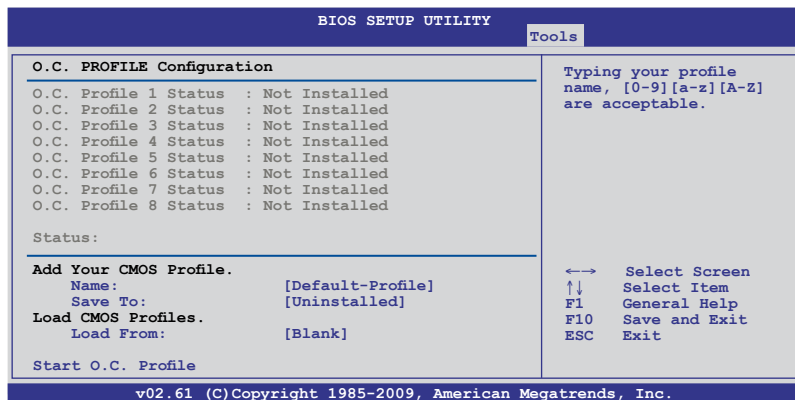 BIOS SETUP UTILITY
Tools
O.C. PROFILE Configuration
O.C. Profile 1 Status : Not Installed
O.C. Profile 2 Status : Not Installed
O.C. Profile 3 Status : Not Installed
O.C. Profile 4 Status : Not Installed
O.C. Profile 5 Status : Not Installed
O.C. Profile 6 Status : Not Installed
O.C. Profile 7 Status : Not Installed
O.C. Profile 8 Status : Not Installed
Status:
Add Your CMOS Profile.
Name: [Default-Profile]
Save To: [Uninstalled]
Load CMOS Profiles.
Load From: [Blank]
Start O.C. Profile
Typing your profile
name, [0-9][a-z][A-Z]
are acceptable.
←→ Select Screen
↑↓ Select Item
F1 General Help
F10 Save and Exit
ESC Exit
v02.61 (C)Copyright 1985-2009, American Megatrends, Inc.